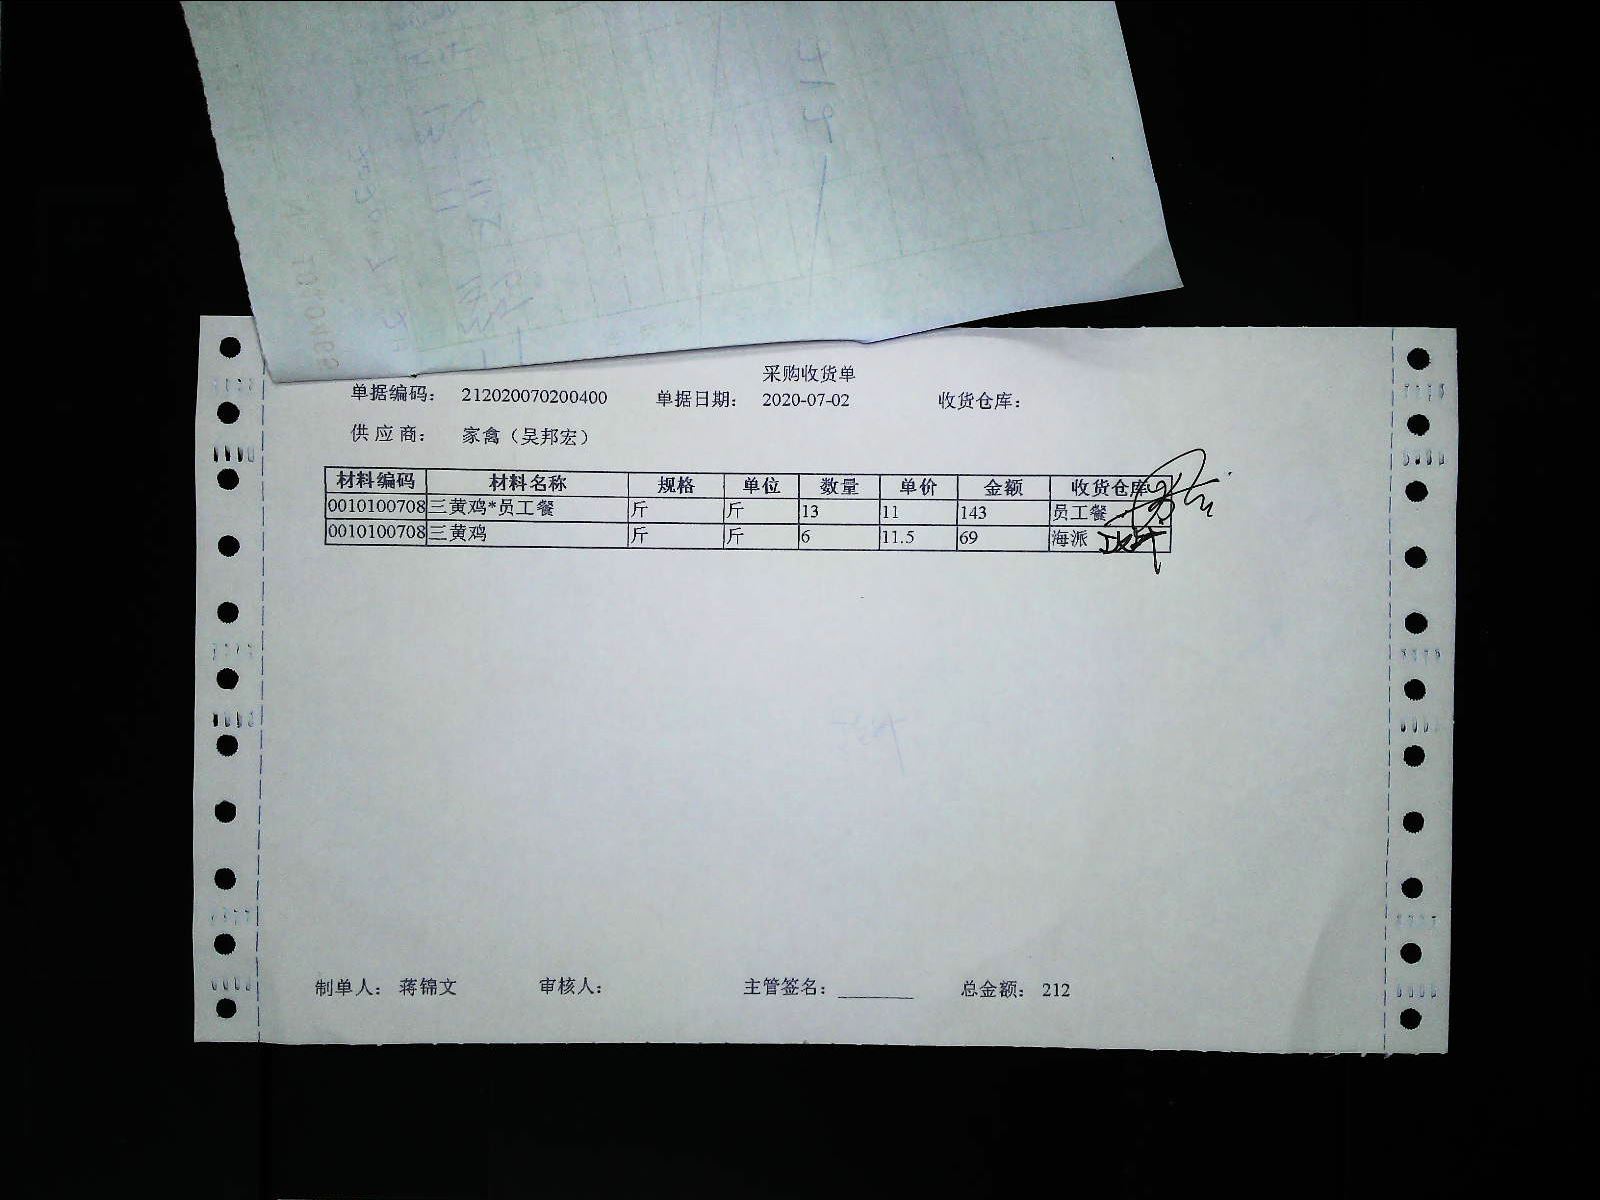 采购收货单
单据编码： 212020070200400 单据日期： 2020-07-02 收货仓库：
供 应 商： 家禽（吴邦宏）
材料编码 材料名称 规格 单位 数量 单价 金额 收货仓库
0010100708 三黄鸡*员工餐 斤 斤 13 11 143 员工餐
0010100708 三黄鸡 斤 斤 6 11.5 69 海派
制单人： 蒋锦文 审核人： 主管签名：________ 总金额： 212